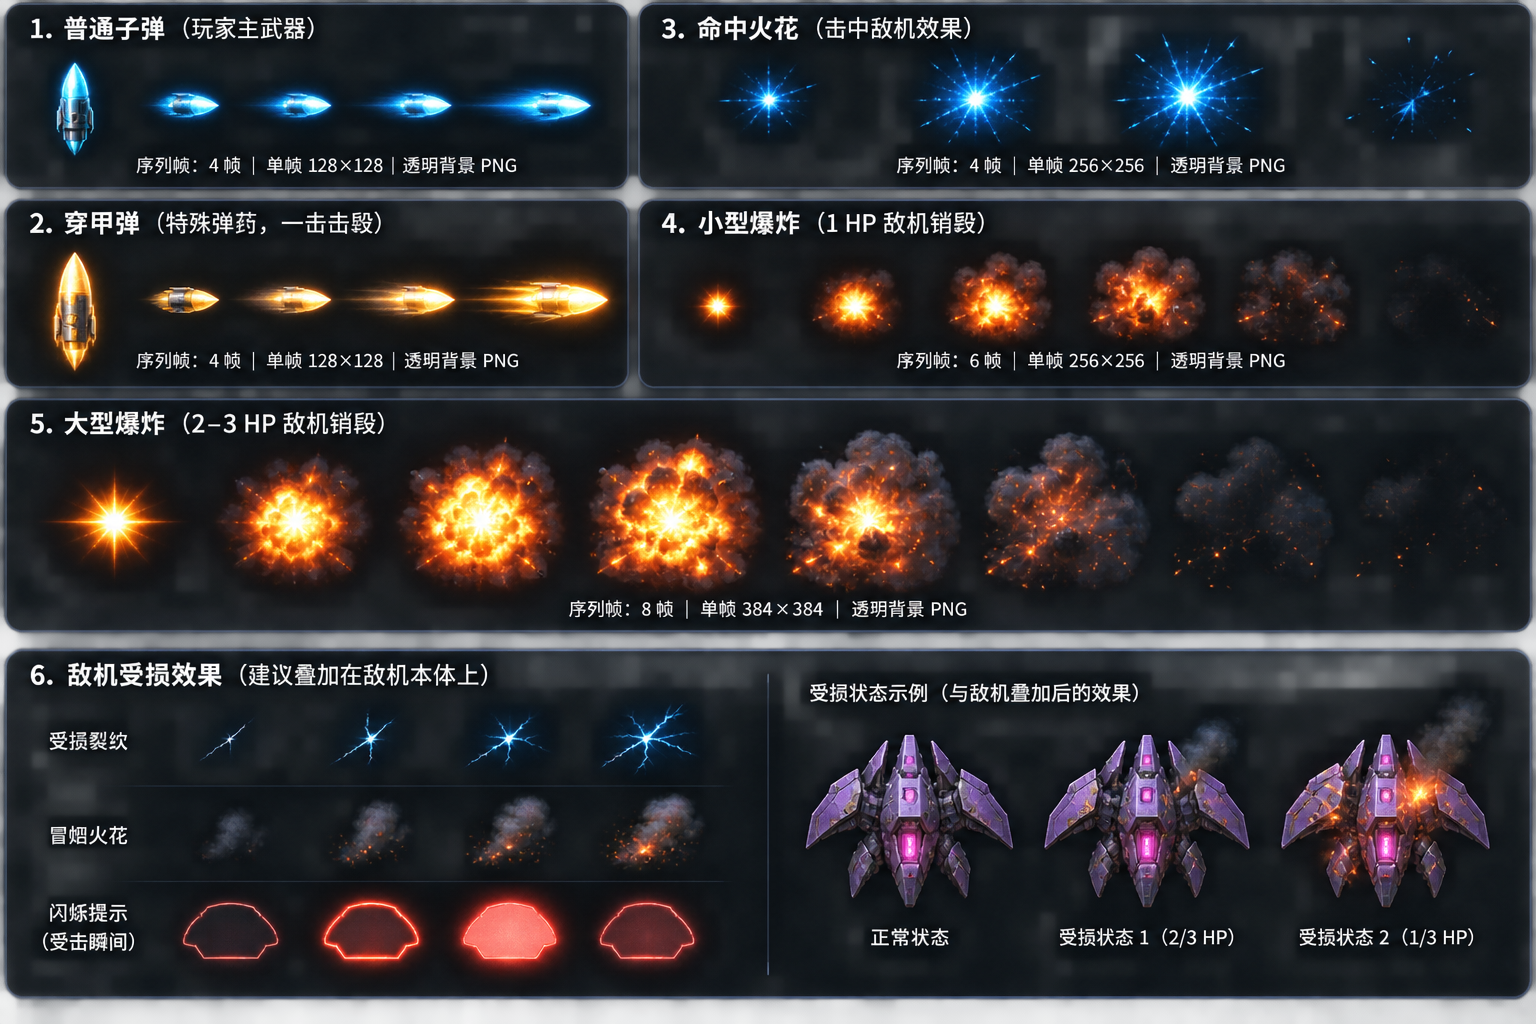 1. 普通子弹（玩家主武器）
序列帧：4 帧 | 单帧 128×128 | 透明背景 PNG
2. 穿甲弹（特殊弹药，一击击毁）
序列帧：4 帧 | 单帧 128×128 | 透明背景 PNG
3. 命中火花（击中敌机效果）
序列帧：4 帧 | 单帧 256×256 | 透明背景 PNG
4. 小型爆炸（1 HP 敌机销毁）
序列帧：6 帧 | 单帧 256×256 | 透明背景 PNG
5. 大型爆炸（2–3 HP 敌机销段）
序列帧：8 帧 | 单帧 384×384 | 透明背景 PNG
6. 敌机受损效果（建议叠加在敌机本体上）
受损裂纹
冒烟火花
闪烁提示
（受击瞬间）
受损状态示例（与敌机叠加后的效果）
正常状态
受损状态 1（2/3 HP）
受损状态 2（1/3 HP）